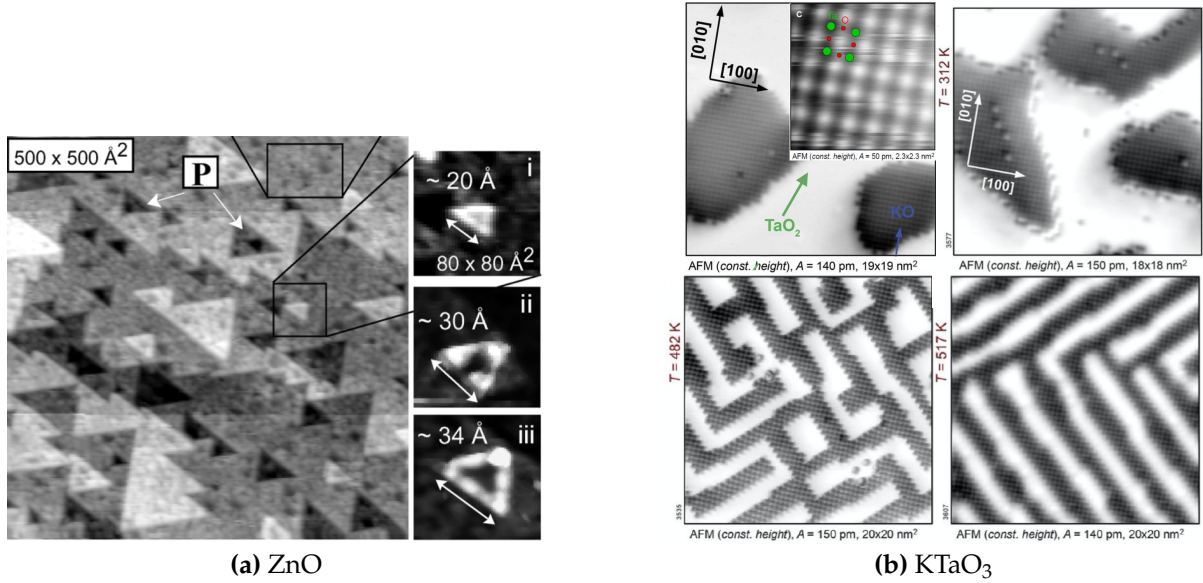 500 x 500 Å²
P
i
~ 20 Å
80 x 80 Å²
ii
~ 30 Å
iii
~ 34 Å
(a) ZnO
[010]
[100]
c
O
AFM (const. height), A = 50 pm, 2.3x2.3 nm²
TaO₂
KO
AFM (const. height), A = 140 pm, 19x19 nm²
T = 312 K
[010]
[100]
3577
AFM (const. height), A = 150 pm, 18x18 nm²
T = 482 K
3535
AFM (const. height), A = 150 pm, 20x20 nm²
T = 517 K
3607
AFM (const. height), A = 140 pm, 20x20 nm²
(b) KTaO₃